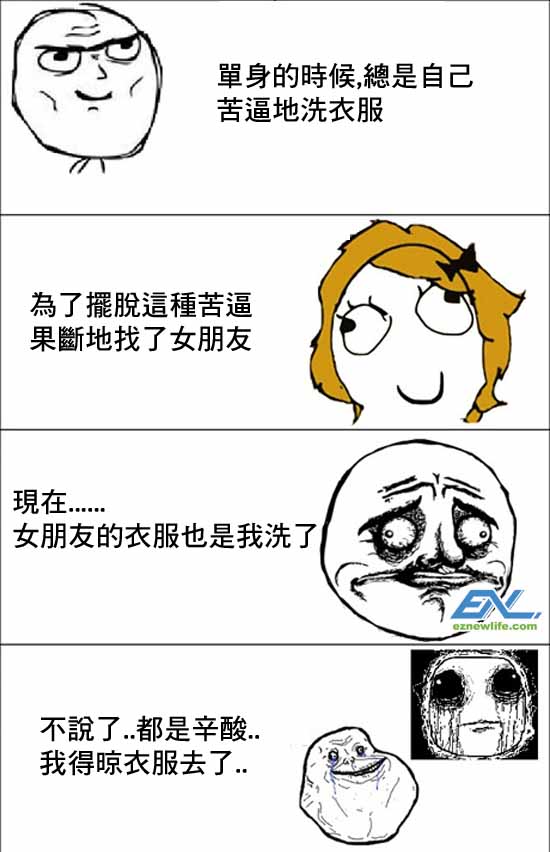 單身的時候,總是自己
苦逼地洗衣服
為了擺脫這種苦逼
果斷地找了女朋友
現在......
女朋友的衣服也是我洗了
EN.
eznewlife.com
不說了..都是辛酸..
我得晾衣服去了..